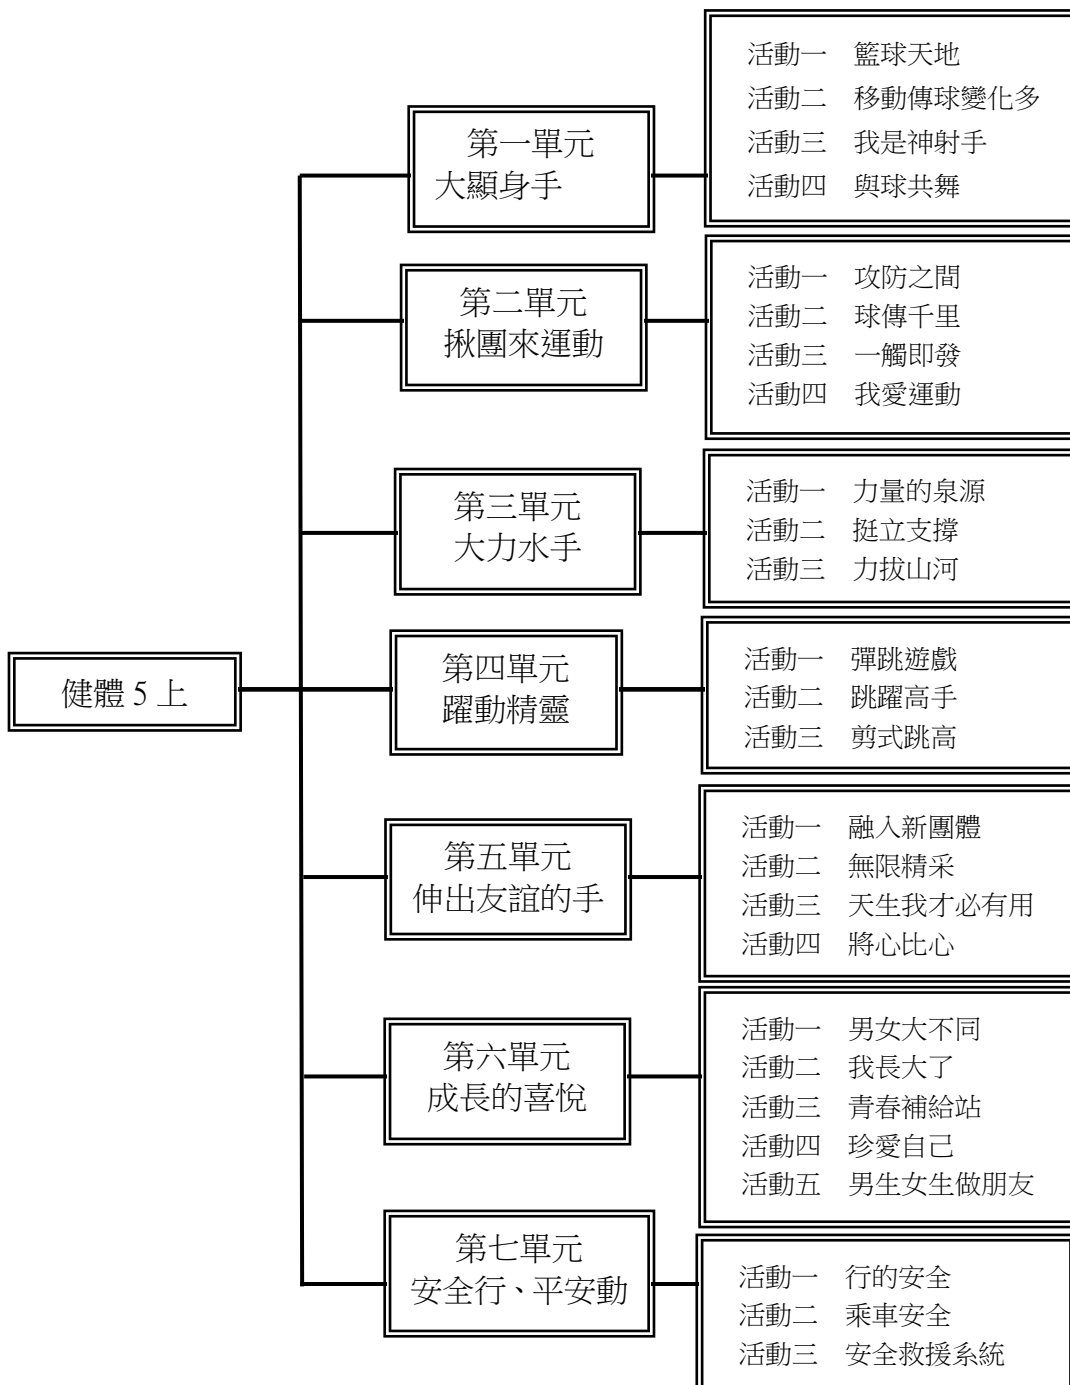 健體 5 上
第一單元
大顯身手
活動一　籃球天地
活動二　移動傳球變化多
活動三　我是神射手
活動四　與球共舞
第二單元
揪團來運動
活動一　攻防之間
活動二　球傳千里
活動三　一觸即發
活動四　我愛運動
第三單元
大力水手
活動一　力量的泉源
活動二　挺立支撐
活動三　力拔山河
第四單元
躍動精靈
活動一　彈跳遊戲
活動二　跳躍高手
活動三　剪式跳高
第五單元
伸出友誼的手
活動一　融入新團體
活動二　無限精采
活動三　天生我才必有用
活動四　將心比心
第六單元
成長的喜悅
活動一　男女大不同
活動二　我長大了
活動三　青春補給站
活動四　珍愛自己
活動五　男生女生做朋友
第七單元
安全行、平安動
活動一　行的安全
活動二　乘車安全
活動三　安全救援系統